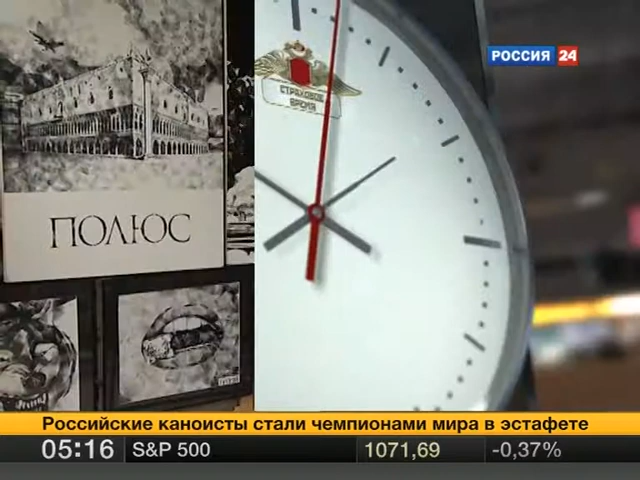 РОССИЯ 24
СТРАХОВОЕ
ВРЕМЯ
ПОЛЮС
Российские каноисты стали чемпионами мира в эстафете
05:16 S&P 500 1071,69 -0,37%